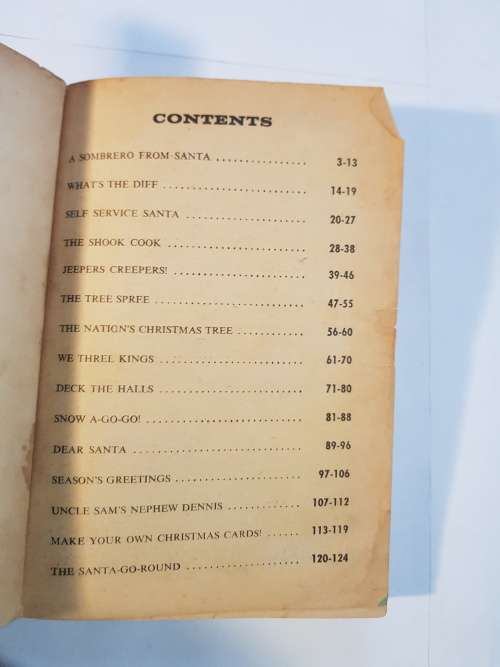 CONTENTS
A SOMBRERO FROM SANTA ................ 3-13
WHAT'S THE DIFF ......................... 14-19
SELF SERVICE SANTA ..................... 20-27
THE SHOOK COOK ........................ 28-38
JEEPERS CREEPERS! ....................... 39-46
THE TREE SPREE .......................... 47-55
THE NATION'S CHRISTMAS TREE ............ 56-60
WE THREE KINGS ......................... 61-70
DECK THE HALLS ......................... 71-80
SNOW A-GO-GO! .......................... 81-88
DEAR SANTA ............................. 89-96
SEASON'S GREETINGS ...................... 97-106
UNCLE SAM'S NEPHEW DENNIS ............. 107-112
MAKE YOUR OWN CHRISTMAS CARDS! ...... 113-119
THE SANTA-GO-ROUND .................... 120-124